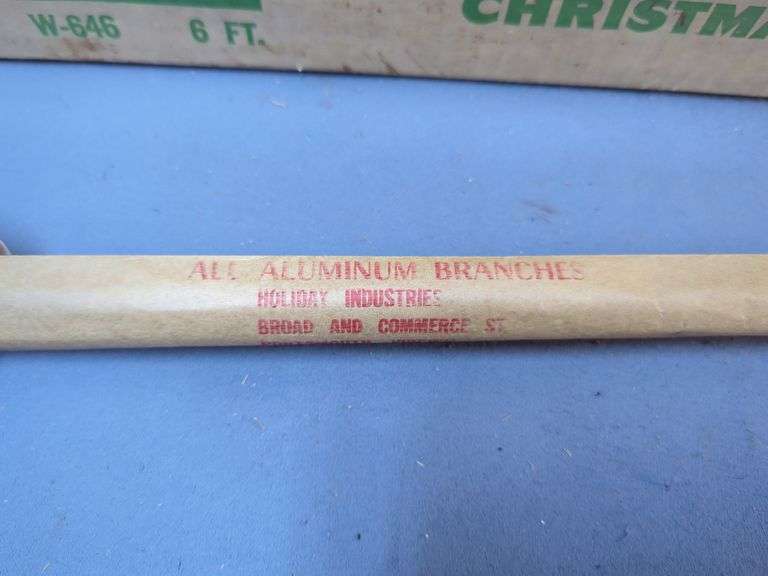 W-646 6 FT. CHRISTMA
ALL ALUMINUM BRANCHES
HOLIDAY INDUSTRIES
BROAD AND COMMERCE ST